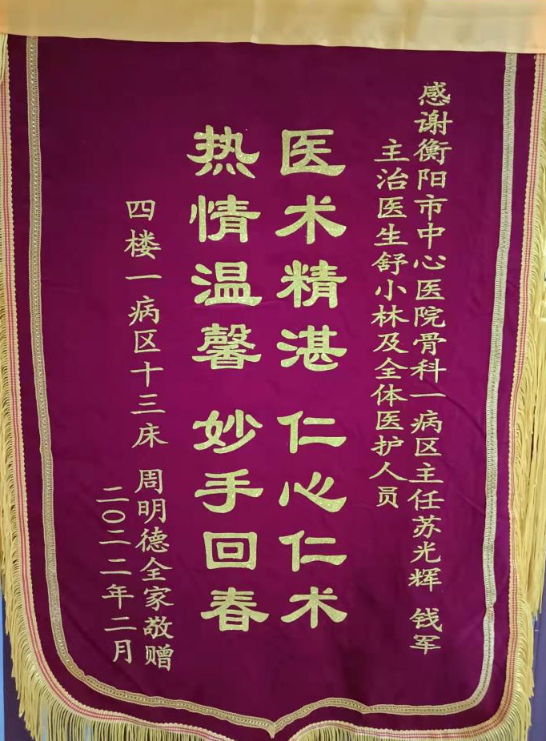 感谢衡阳市中心医院骨科一病区主任苏光辉 钱军
主治医生舒小林及全体医护人员
医术精湛 仁心仁术
热情温馨 妙手回春
四楼一病区十三床 周明德全家敬赠
二〇二二年二月